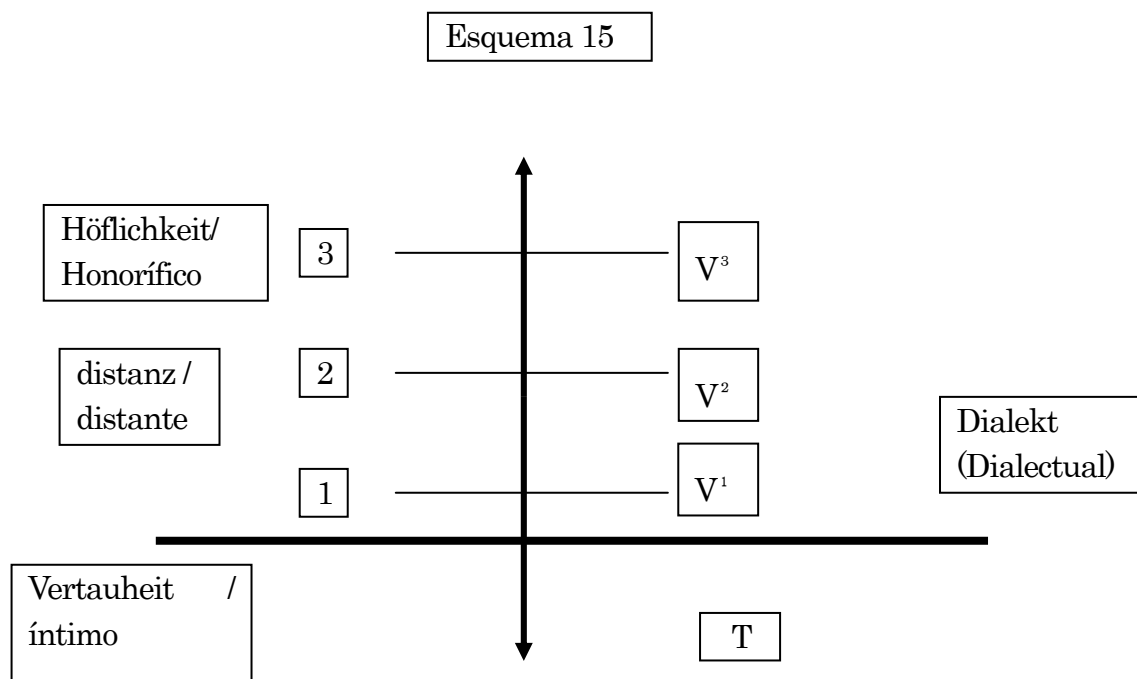 Esquema 15
Höflichkeit/
Honorífico
3
V³
distanz /
distante
2
V²
Dialekt
(Dialectual)
1
V¹
Vertauheit /
íntimo
T